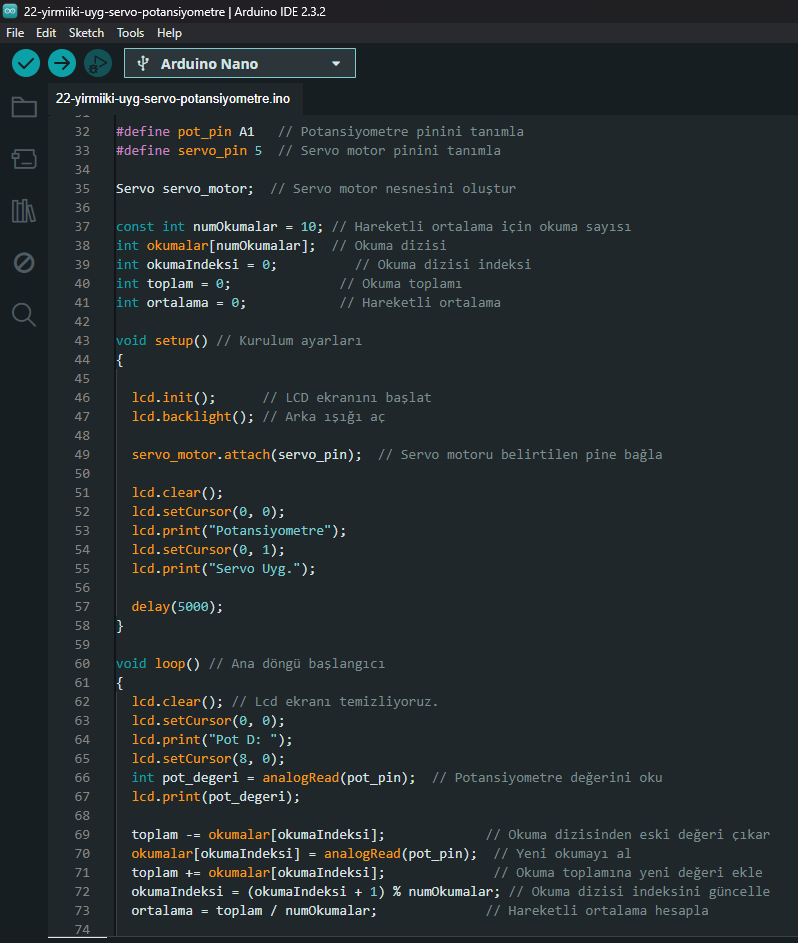 22-yirmiiki-uyg-servo-potansiyometre | Arduino IDE 2.3.2
File Edit Sketch Tools Help
Arduino Nano
22-yirmiiki-uyg-servo-potansiyometre.ino
31
32 #define pot_pin A1   // Potansiyometre pinini tanımla
33 #define servo_pin 5  // Servo motor pinini tanımla
34
35 Servo servo_motor;  // Servo motor nesnesini oluştur
36
37 const int numOkumalar = 10; // Hareketli ortalama için okuma sayısı
38 int okumalar[numOkumalar];  // Okuma dizisi
39 int okumaIndeksi = 0;          // Okuma dizisi indeksi
40 int toplam = 0;              // Okuma toplamı
41 int ortalama = 0;            // Hareketli ortalama
42
43 void setup() // Kurulum ayarları
44 {
45
46   lcd.init();      // LCD ekranını başlat
47   lcd.backlight(); // Arka ışığı aç
48
49   servo_motor.attach(servo_pin);  // Servo motoru belirtilen pine bağla
50
51   lcd.clear();
52   lcd.setCursor(0, 0);
53   lcd.print("Potansiyometre");
54   lcd.setCursor(0, 1);
55   lcd.print("Servo Uyg.");
56
57   delay(5000);
58 }
59
60 void loop() // Ana döngü başlangıcı
61 {
62   lcd.clear(); // Lcd ekranı temizliyoruz.
63   lcd.setCursor(0, 0);
64   lcd.print("Pot D: ");
65   lcd.setCursor(8, 0);
66   int pot_degeri = analogRead(pot_pin);  // Potansiyometre değerini oku
67   lcd.print(pot_degeri);
68
69   toplam -= okumalar[okumaIndeksi];             // Okuma dizisinden eski değeri çıkar
70   okumalar[okumaIndeksi] = analogRead(pot_pin);  // Yeni okumayı al
71   toplam += okumalar[okumaIndeksi];              // Okuma toplamına yeni değeri ekle
72   okumaIndeksi = (okumaIndeksi + 1) % numOkumalar; // Okuma dizisi indeksini güncelle
73   ortalama = toplam / numOkumalar;              // Hareketli ortalama hesapla
74